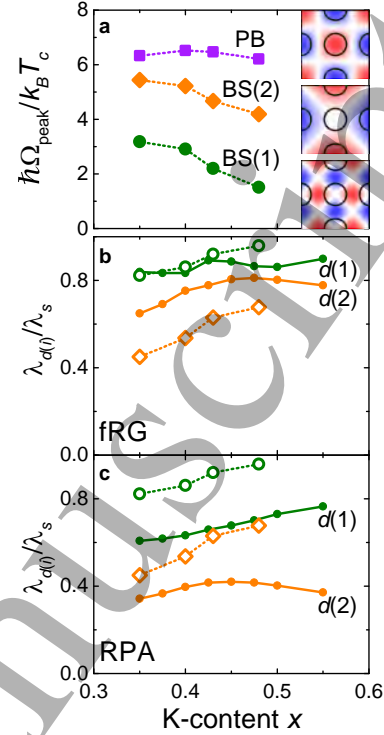 a
PB
BS(2)
BS(1)
ℏΩpeak/kBTc
8
6
4
2
0
b
d(1)
d(2)
λd(i)/λs
0.8
0.4
0.0
fRG
c
d(1)
d(2)
λd(i)/λs
0.8
0.4
0.0
RPA
0.3 0.4 0.5 0.6
K-content x